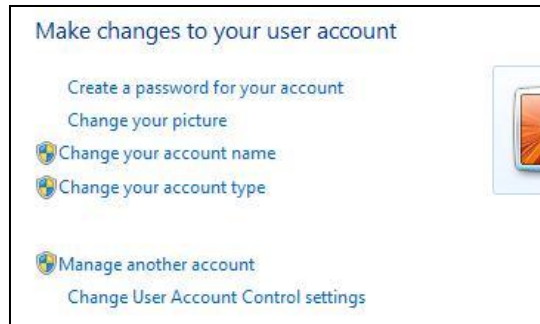 Make changes to your user account
Create a password for your account
Change your picture
Change your account name
Change your account type
Manage another account
Change User Account Control settings